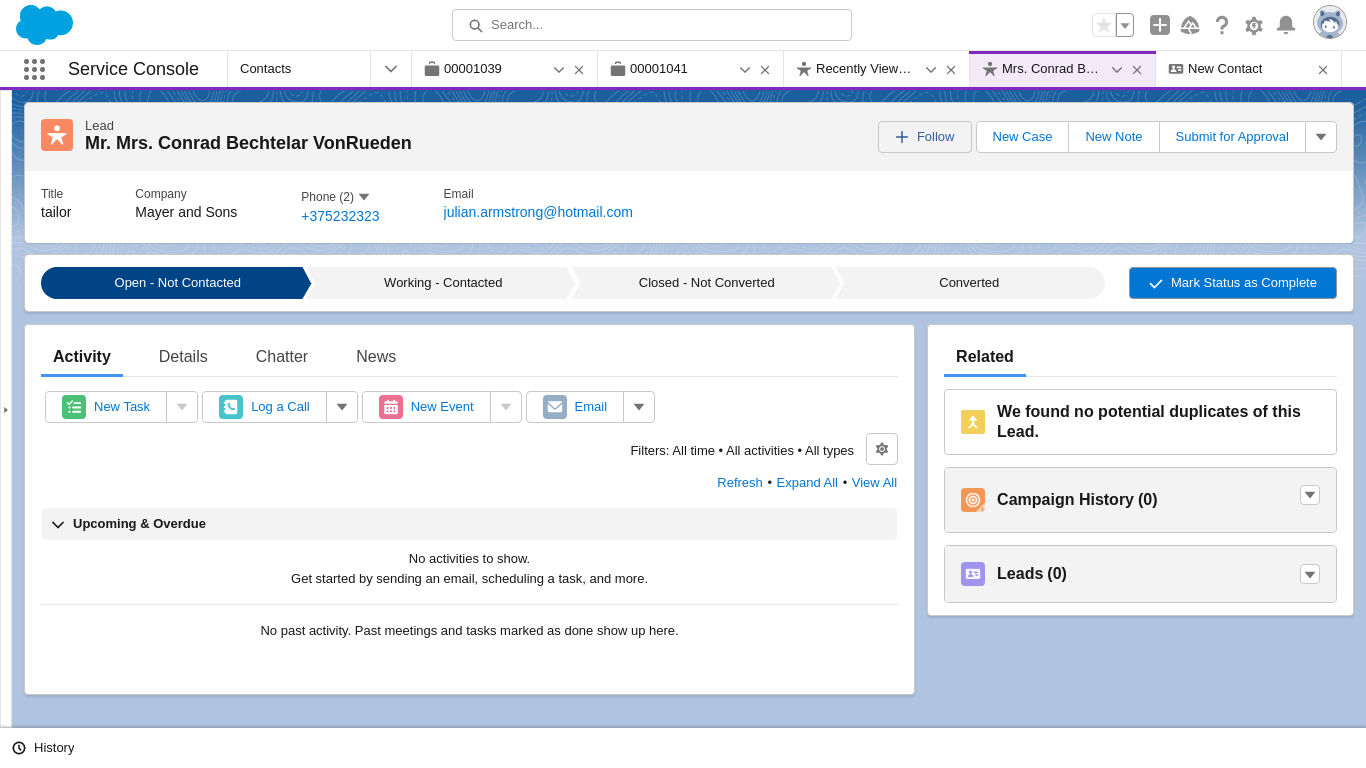 Search...
Service Console
Contacts
00001039
00001041
Recently View…
Mrs. Conrad B…
New Contact
Lead
Mr. Mrs. Conrad Bechtelar VonRueden
Follow
New Case
New Note
Submit for Approval
Title
tailor
Company
Mayer and Sons
Phone (2)
+375232323
Email
julian.armstrong@hotmail.com
Open - Not Contacted
Working - Contacted
Closed - Not Converted
Converted
Mark Status as Complete
Activity
Details
Chatter
News
New Task
Log a Call
New Event
Email
Filters: All time • All activities • All types
Refresh • Expand All • View All
Upcoming & Overdue
No activities to show.
Get started by sending an email, scheduling a task, and more.
No past activity. Past meetings and tasks marked as done show up here.
Related
We found no potential duplicates of this
Lead.
Campaign History (0)
Leads (0)
History